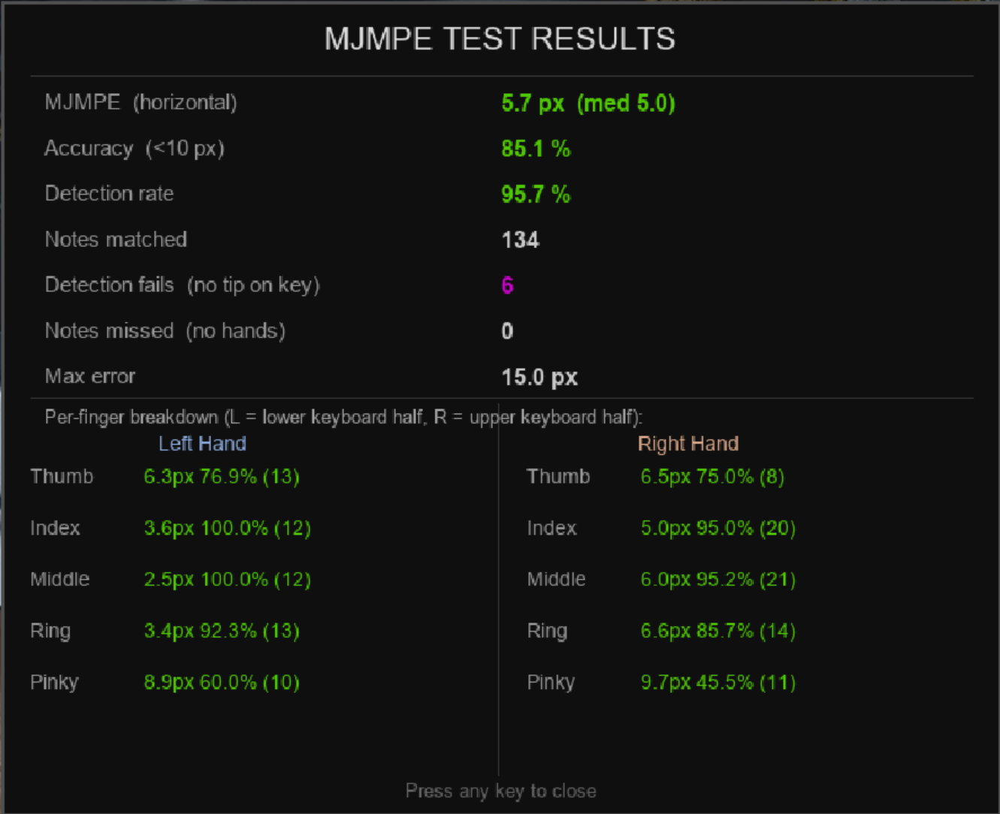 MJMPE TEST RESULTS
MJMPE (horizontal) 5.7 px (med 5.0)
Accuracy (<10 px) 85.1 %
Detection rate 95.7 %
Notes matched 134
Detection fails (no tip on key) 6
Notes missed (no hands) 0
Max error 15.0 px
Per-finger breakdown (L = lower keyboard half, R = upper keyboard half):
Left Hand Right Hand
Thumb 6.3px 76.9% (13) Thumb 6.5px 75.0% (8)
Index 3.6px 100.0% (12) Index 5.0px 95.0% (20)
Middle 2.5px 100.0% (12) Middle 6.0px 95.2% (21)
Ring 3.4px 92.3% (13) Ring 6.6px 85.7% (14)
Pinky 8.9px 60.0% (10) Pinky 9.7px 45.5% (11)
Press any key to close